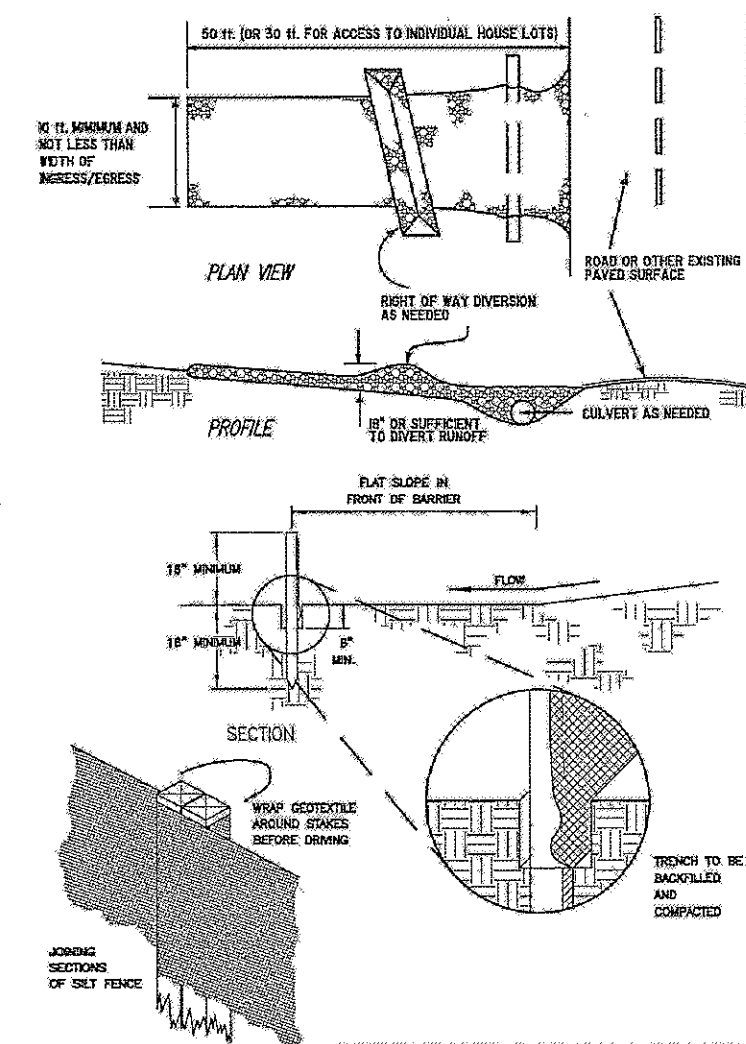 50 ft. (OR 30 ft. FOR ACCESS TO INDIVIDUAL HOUSE LOTS)
10 ft. MINIMUM AND
NOT LESS THAN
WIDTH OF
INGRESS/EGRESS
PLAN VIEW
RIGHT OF WAY DIVERSION
AS NEEDED
ROAD OR OTHER EXISTING
PAVED SURFACE
PROFILE
18" OR SUFFICIENT
TO DIVERT RUNOFF
CULVERT AS NEEDED
FLAT SLOPE IN
FRONT OF BARRIER
18" MINIMUM
FLOW
18" MINIMUM
8"
MIN.
SECTION
WRAP GEOTEXTILE
AROUND STAKES
BEFORE DRIVING
TRENCH TO BE
BACKFILLED
AND
COMPACTED
JOINING
SECTIONS
OF SILT FENCE